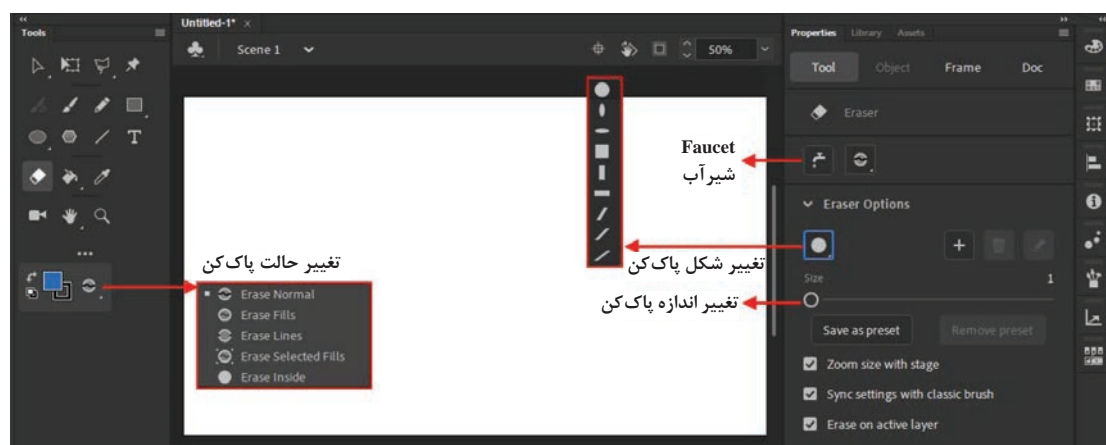 Tools
Untitled-1* ×
Scene 1
50%
Properties Library Assets
Tool Object Frame Doc
Eraser
Faucet
شیرآب
Eraser Options
T
تغییر شکل پاک‌کن
تغییر حالت پاک‌کن
Size 1
تغییر اندازه پاک‌کن
Erase Normal
Erase Fills
Erase Lines
Erase Selected Fills
Erase Inside
Save as preset Remove preset
Zoom size with stage
Sync settings with classic brush
Erase on active layer